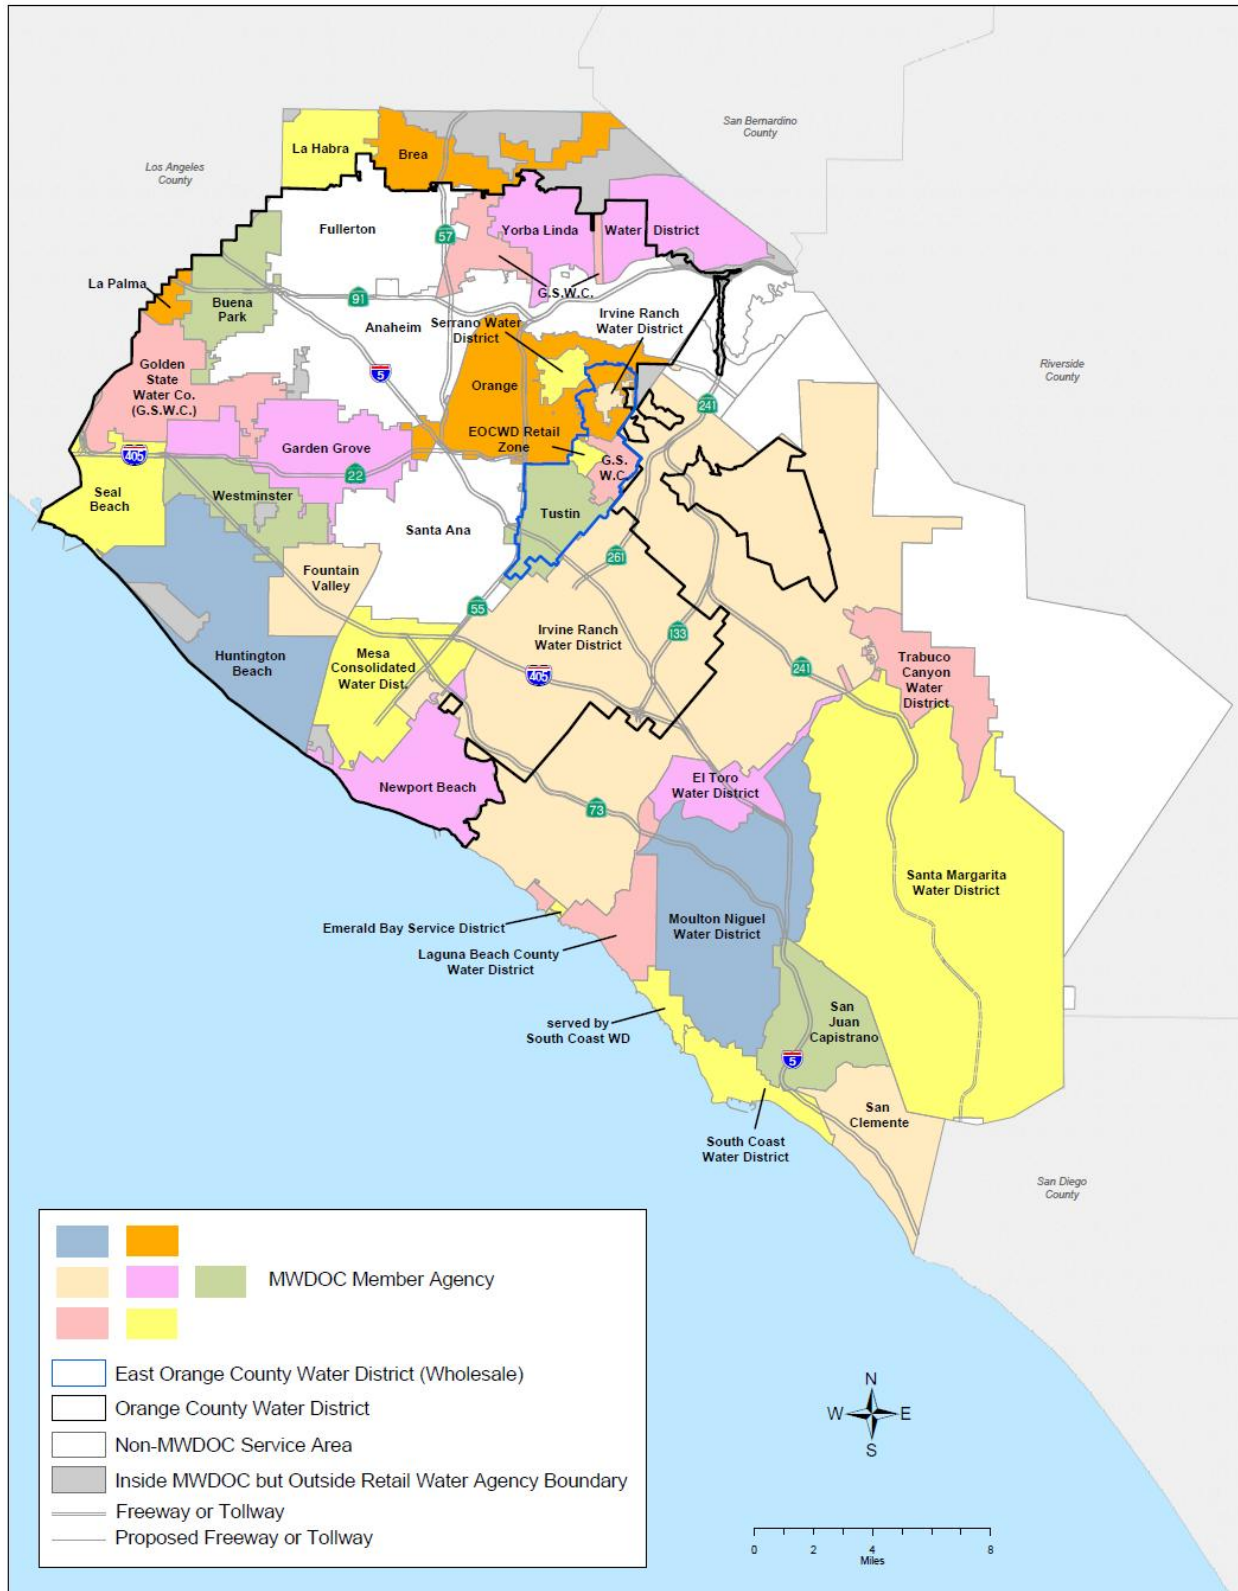 San Bernardino
County
Los Angeles
County
La Habra
Brea
Fullerton
57
Yorba Linda
Water
District
La Palma
Buena
Park
91
G.S.W.C.
Anaheim
Serrano Water
District
Irvine Ranch
Water District
Riverside
County
Golden
State
Water Co.
(G.S.W.C.)
5
Orange
241
EOCWD Retail
Zone
G.S.
W.C.
405
Garden Grove
22
Seal
Beach
Westminster
Tustin
Santa Ana
261
Fountain
Valley
55
Irvine Ranch
Water District
133
Huntington
Beach
Mesa
Consolidated
Water Dist.
405
241
Trabuco
Canyon
Water
District
Newport Beach
El Toro
Water District
73
Santa Margarita
Water District
Emerald Bay Service District
Moulton Niguel
Water District
Laguna Beach County
Water District
San
Juan
Capistrano
served by
South Coast WD
5
San
Clemente
South Coast
Water District
San Diego
County
MWDOC Member Agency
East Orange County Water District (Wholesale)
Orange County Water District
Non-MWDOC Service Area
Inside MWDOC but Outside Retail Water Agency Boundary
Freeway or Tollway
Proposed Freeway or Tollway
N
W E
S
0 2 4 8
Miles